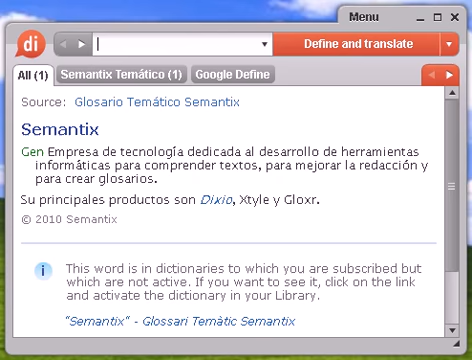 Menu
di
Define and translate
All (1)
Semantix Temático (1)
Google Define
Source: Glosario Temático Semantix
Semantix
Gen Empresa de tecnología dedicada al desarrollo de herramientas
informáticas para comprender textos, para mejorar la redacción y
para crear glosarios.
Su principales productos son Dixio, Xtyle y Gloxr.
© 2010 Semantix
i
This word is in dictionaries to which you are subscribed but
which are not active. If you want to see it, click on the link
and activate the dictionary in your Library.
"Semantix" - Glossari Temàtic Semantix